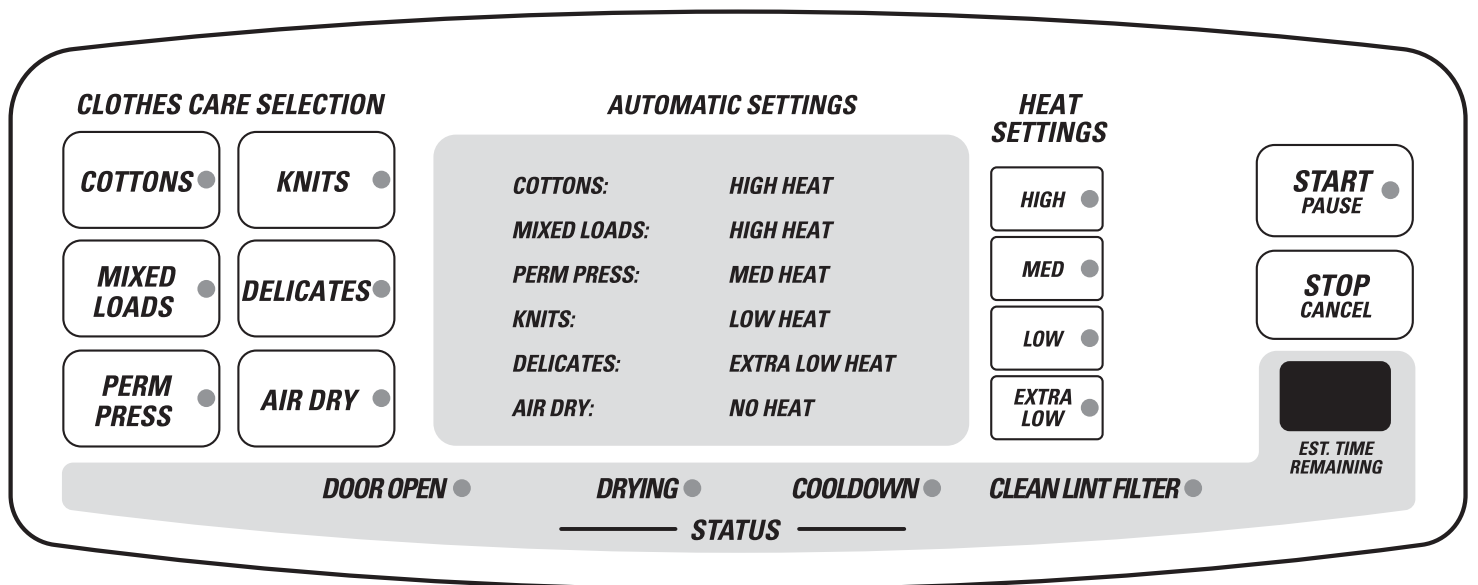 CLOTHES CARE SELECTION
COTTONS
KNITS
MIXED
LOADS
DELICATES
PERM
PRESS
AIR DRY
AUTOMATIC SETTINGS
COTTONS: HIGH HEAT
MIXED LOADS: HIGH HEAT
PERM PRESS: MED HEAT
KNITS: LOW HEAT
DELICATES: EXTRA LOW HEAT
AIR DRY: NO HEAT
HEAT
SETTINGS
HIGH
MED
LOW
EXTRA
LOW
START
PAUSE
STOP
CANCEL
EST. TIME
REMAINING
DOOR OPEN
DRYING
COOLDOWN
CLEAN LINT FILTER
STATUS